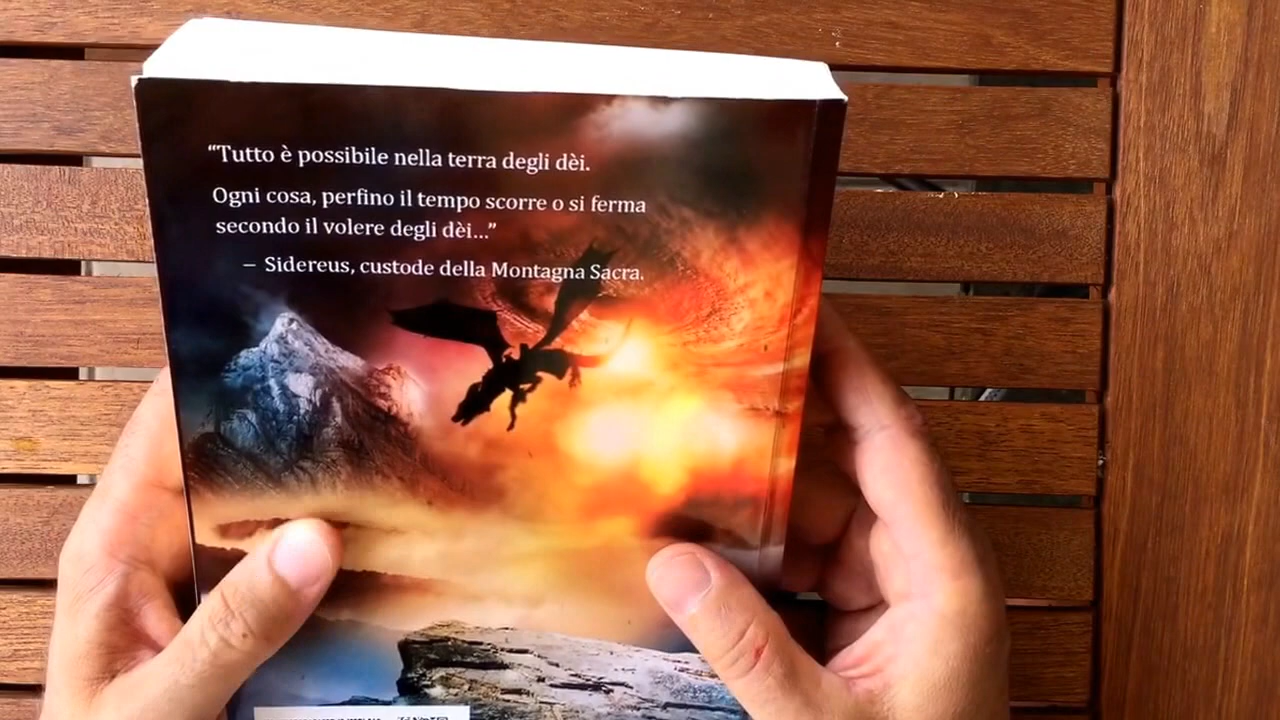 “Tutto è possibile nella terra degli dèi.
Ogni cosa, perfino il tempo scorre o si ferma
secondo il volere degli dèi...”
– Sidereus, custode della Montagna Sacra.